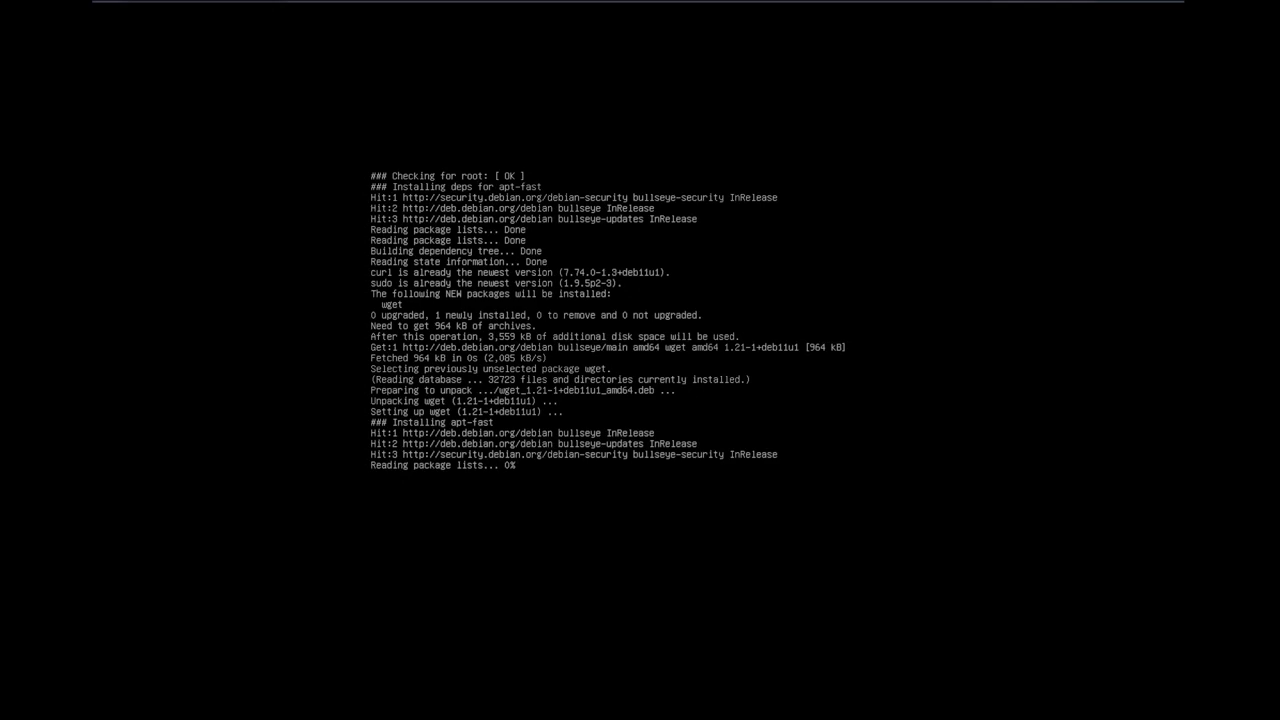 ### Checking for root: [ OK ]
### Installing deps for apt-fast
Hit:1 http://security.debian.org/debian-security bullseye-security InRelease
Hit:2 http://deb.debian.org/debian bullseye InRelease
Hit:3 http://deb.debian.org/debian bullseye-updates InRelease
Reading package lists... Done
Reading package lists... Done
Building dependency tree... Done
Reading state information... Done
curl is already the newest version (7.74.0-1.3+deb11u1).
sudo is already the newest version (1.9.5p2-3).
The following NEW packages will be installed:
  wget
0 upgraded, 1 newly installed, 0 to remove and 0 not upgraded.
Need to get 964 kB of archives.
After this operation, 3,559 kB of additional disk space will be used.
Get:1 http://deb.debian.org/debian bullseye/main amd64 wget amd64 1.21-1+deb11u1 [964 kB]
Fetched 964 kB in 0s (2,085 kB/s)
Selecting previously unselected package wget.
(Reading database ... 32723 files and directories currently installed.)
Preparing to unpack .../wget_1.21-1+deb11u1_amd64.deb ...
Unpacking wget (1.21-1+deb11u1) ...
Setting up wget (1.21-1+deb11u1) ...
### Installing apt-fast
Hit:1 http://deb.debian.org/debian bullseye InRelease
Hit:2 http://deb.debian.org/debian bullseye-updates InRelease
Hit:3 http://security.debian.org/debian-security bullseye-security InRelease
Reading package lists... 0%